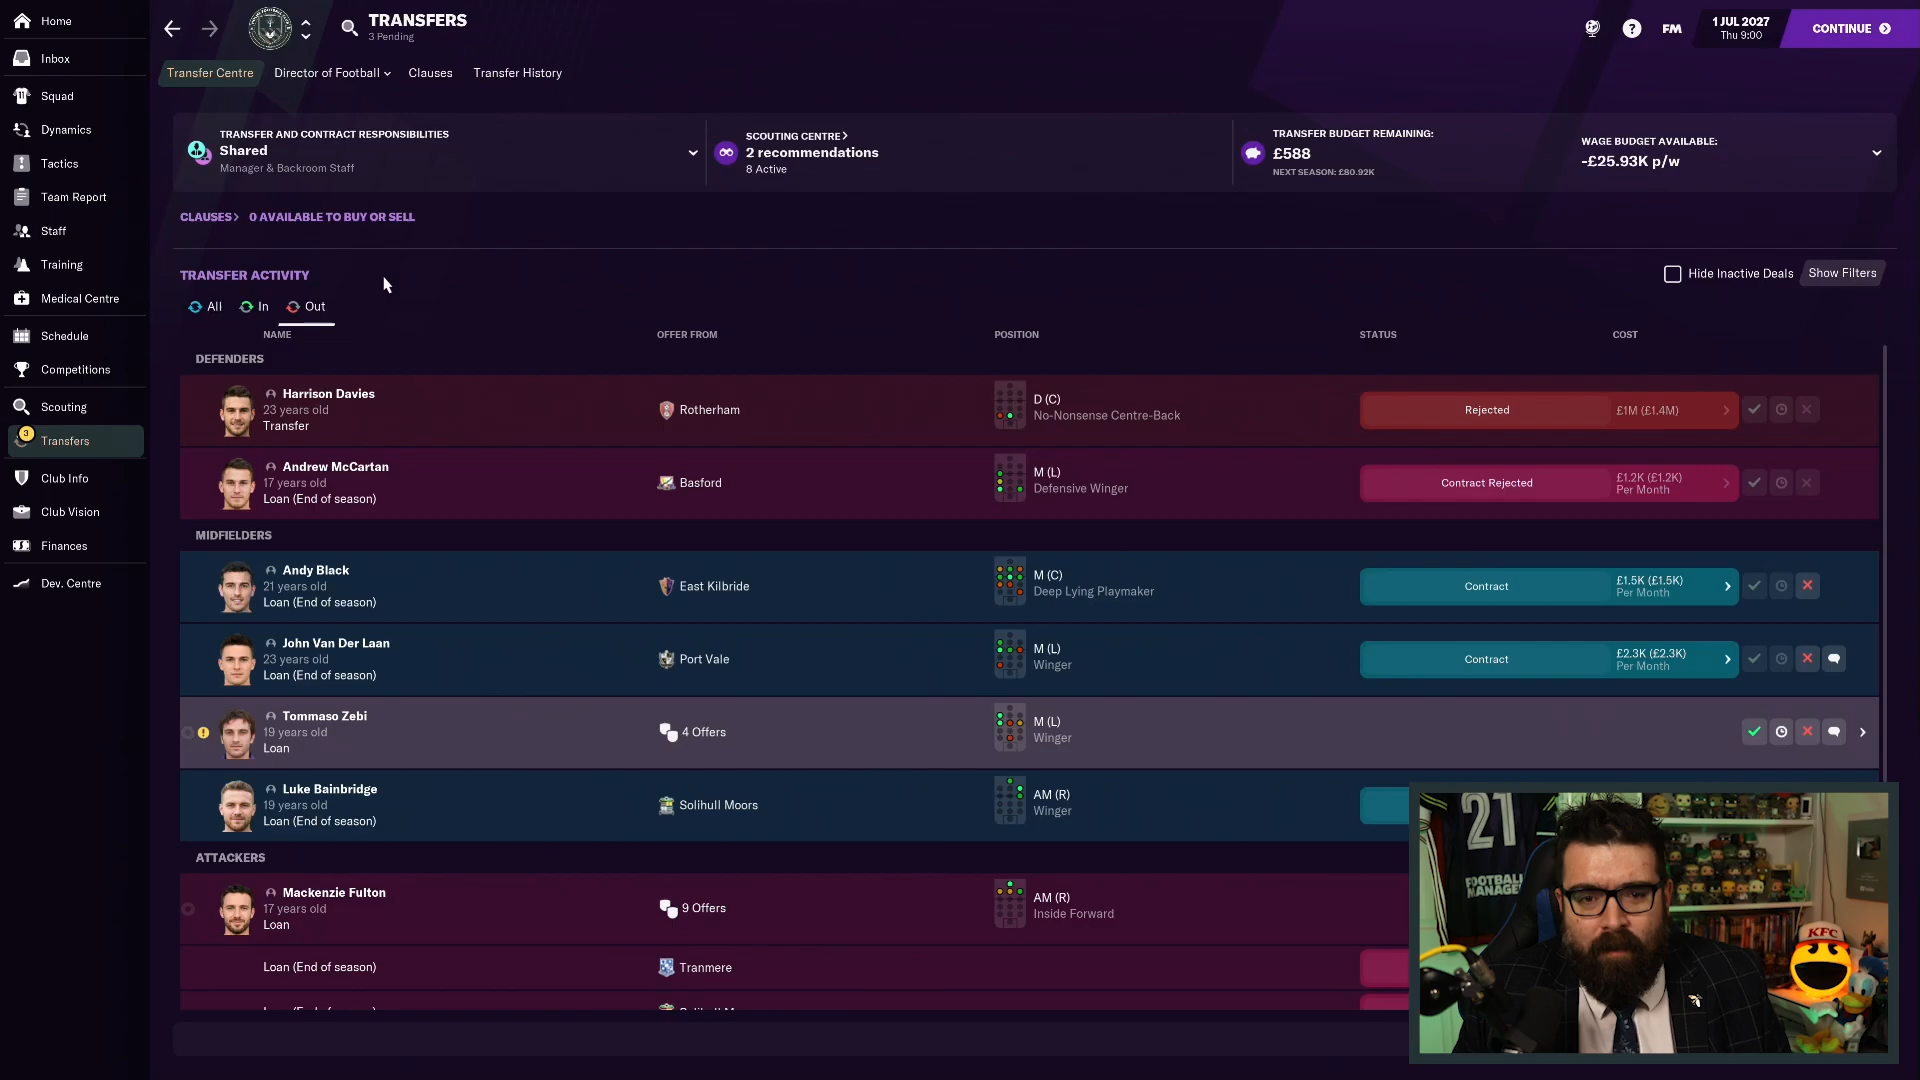 Home
Inbox
Squad
Dynamics
Tactics
Team Report
Staff
Training
Medical Centre
Schedule
Competitions
Scouting
3
Transfers
Club Info
Club Vision
Finances
Dev. Centre
TRANSFERS
3 Pending
FM
1 JUL 2027
Thu 9:00
CONTINUE
Transfer Centre
Director of Football
Clauses
Transfer History
TRANSFER AND CONTRACT RESPONSIBILITIES
Shared
Manager & Backroom Staff
SCOUTING CENTRE
2 recommendations
8 Active
TRANSFER BUDGET REMAINING:
£588
NEXT SEASON: £80.92K
WAGE BUDGET AVAILABLE:
-£25.93K p/w
CLAUSES 0 AVAILABLE TO BUY OR SELL
TRANSFER ACTIVITY
Hide Inactive Deals
Show Filters
All
In
Out
NAME OFFER FROM POSITION STATUS COST
DEFENDERS
Harrison Davies
23 years old
Transfer
Rotherham
D (C)
No-Nonsense Centre-Back
Rejected
£1M (£1.4M)
Andrew McCartan
17 years old
Loan (End of season)
Basford
M (L)
Defensive Winger
Contract Rejected
£1.2K (£1.2K)
Per Month
MIDFIELDERS
Andy Black
21 years old
Loan (End of season)
East Kilbride
M (C)
Deep Lying Playmaker
Contract
£1.5K (£1.5K)
Per Month
John Van Der Laan
23 years old
Loan (End of season)
Port Vale
M (L)
Winger
Contract
£2.3K (£2.3K)
Per Month
Tommaso Zebi
19 years old
Loan
4 Offers
M (L)
Winger
Luke Bainbridge
19 years old
Loan (End of season)
Solihull Moors
AM (R)
Winger
ATTACKERS
Mackenzie Fulton
17 years old
Loan
9 Offers
AM (R)
Inside Forward
Loan (End of season)
Tranmere
21
FOOTBALL
MANAGER
KFC